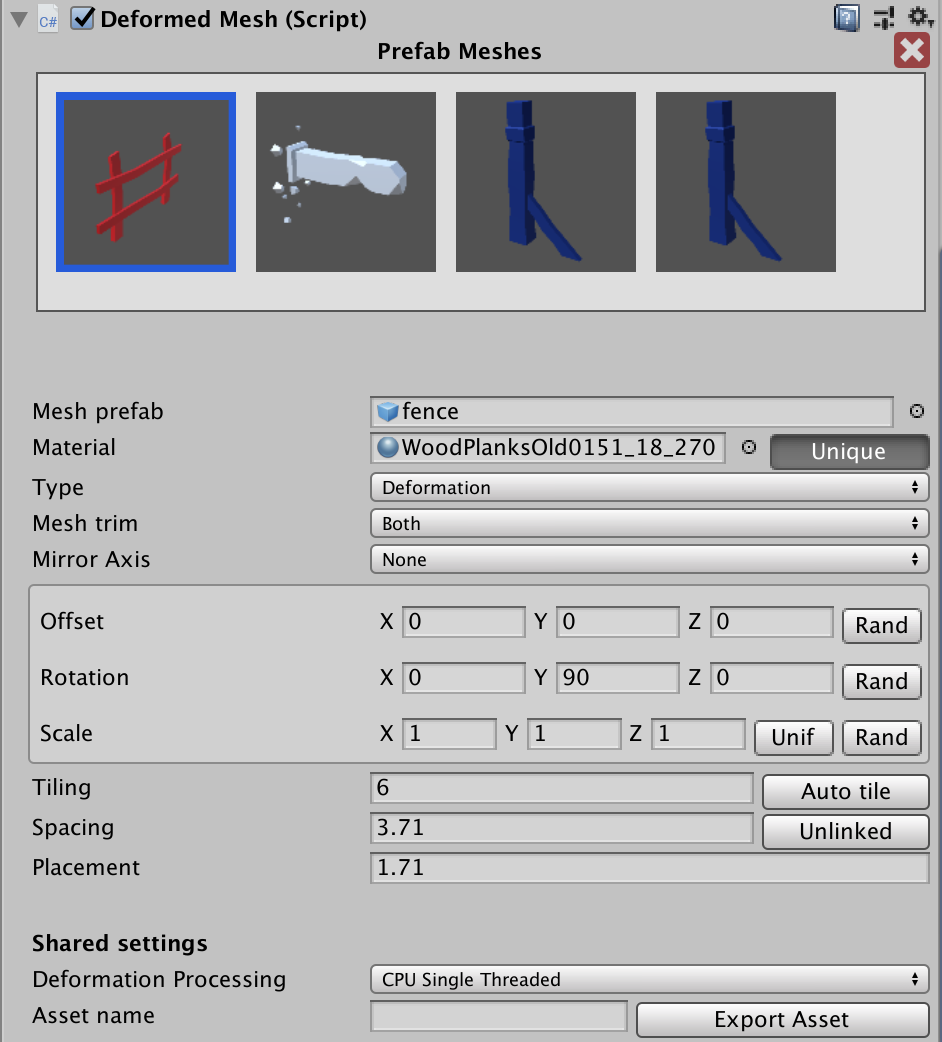 C# Deformed Mesh (Script) ?
Prefab Meshes
Mesh prefab fence
Material WoodPlanksOld0151_18_270 Unique
Type Deformation
Mesh trim Both
Mirror Axis None
Offset X 0 Y 0 Z 0 Rand
Rotation X 0 Y 90 Z 0 Rand
Scale X 1 Y 1 Z 1 Unif Rand
Tiling 6 Auto tile
Spacing 3.71 Unlinked
Placement 1.71
Shared settings
Deformation Processing CPU Single Threaded
Asset name Export Asset